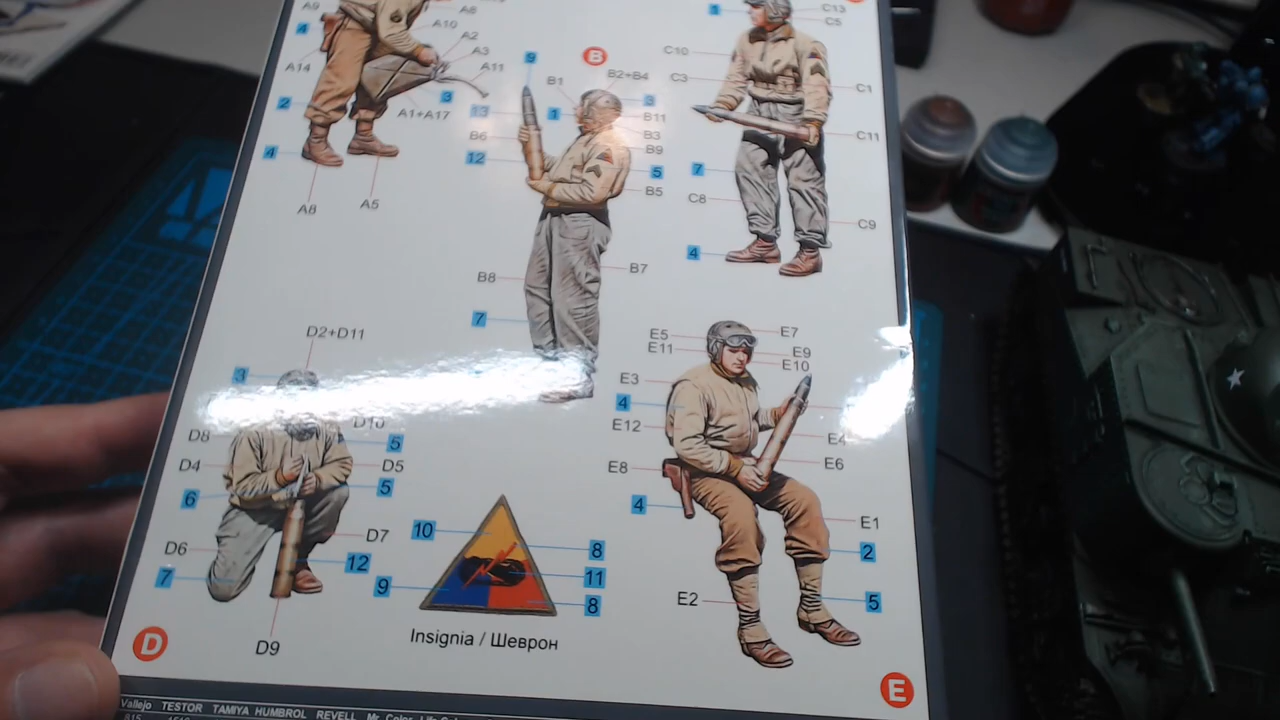 A9
A6
4
A10
A2
A3
A14
A11
2
3
A1+A17
4
A8
A5
B
9
B1
B2+B4
3
13
1
B11
B6
B3
B9
12
5
B5
B8
B7
7
1
C13
C5
C10
C3
C1
C11
7
C8
C9
4
D2+D11
3
D10
D8
5
D4
D5
6
5
D7
D6
12
7
D9
D
10
8
9
11
8
Insignia / Шеврон
E5
E7
E11
E9
E10
E3
4
E12
E4
E8
E6
4
E1
2
E2
5
E
Vallejo TESTOR TAMIYA HUMBROL REVELL Mr. Color